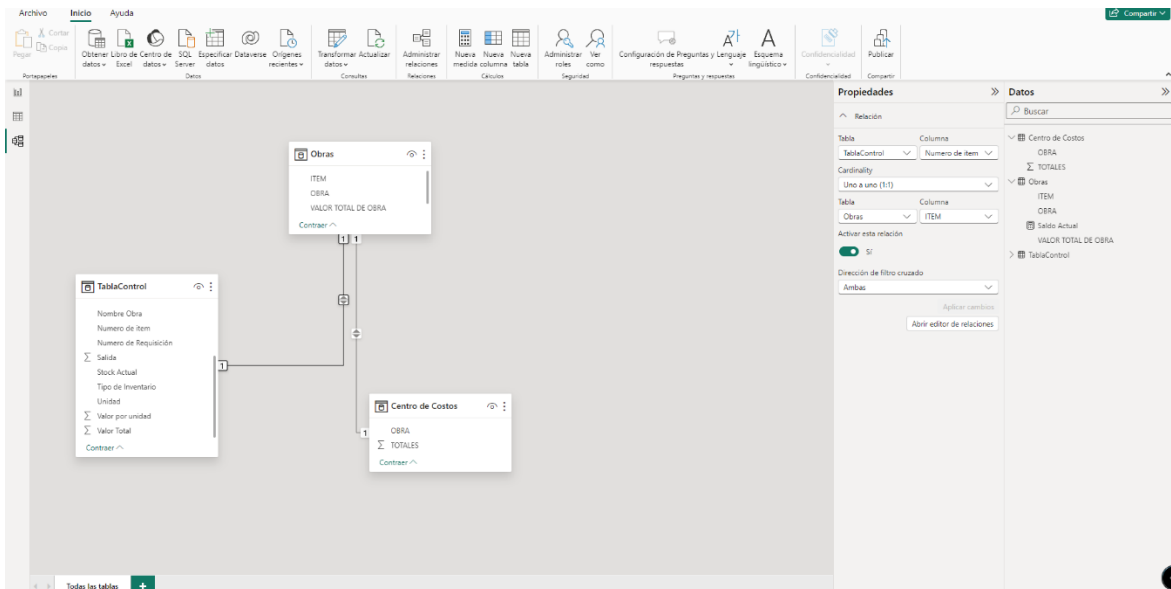 Archivo Inicio Ayuda
Compartir
Pegar
Cortar
Copia
Portapapeles
Obtener datos
Libro de Excel
Centro de datos
SQL Server
Especificar datos
Dataverse
Orígenes recientes
Datos
Transformar datos
Actualizar
Consultas
Administrar relaciones
Relaciones
Nueva medida
Nueva columna
Nueva tabla
Cálculos
Administrar roles
Ver como
Seguridad
Configuración de Preguntas y respuestas
Lenguaje
Esquema lingüístico
Preguntas y respuestas
Confidencialidad
Confidencialidad
Publicar
Compartir
Obras
ITEM
OBRA
VALOR TOTAL DE OBRA
Contraer
1 1
TablaControl
Nombre Obra
Numero de item
Numero de Requisición
Salida
Stock Actual
Tipo de Inventario
Unidad
Valor por unidad
Valor Total
Contraer
1
Centro de Costos
OBRA
TOTALES
Contraer
1
Propiedades
Relación
Tabla Columna
TablaControl Numero de item
Cardinality
Uno a uno (1:1)
Tabla Columna
Obras ITEM
Activar esta relación
Sí
Dirección de filtro cruzado
Ambas
Aplicar cambios
Abrir editor de relaciones
Datos
Buscar
Centro de Costos
OBRA
TOTALES
Obras
ITEM
OBRA
Saldo Actual
VALOR TOTAL DE OBRA
TablaControl
Todas las tablas